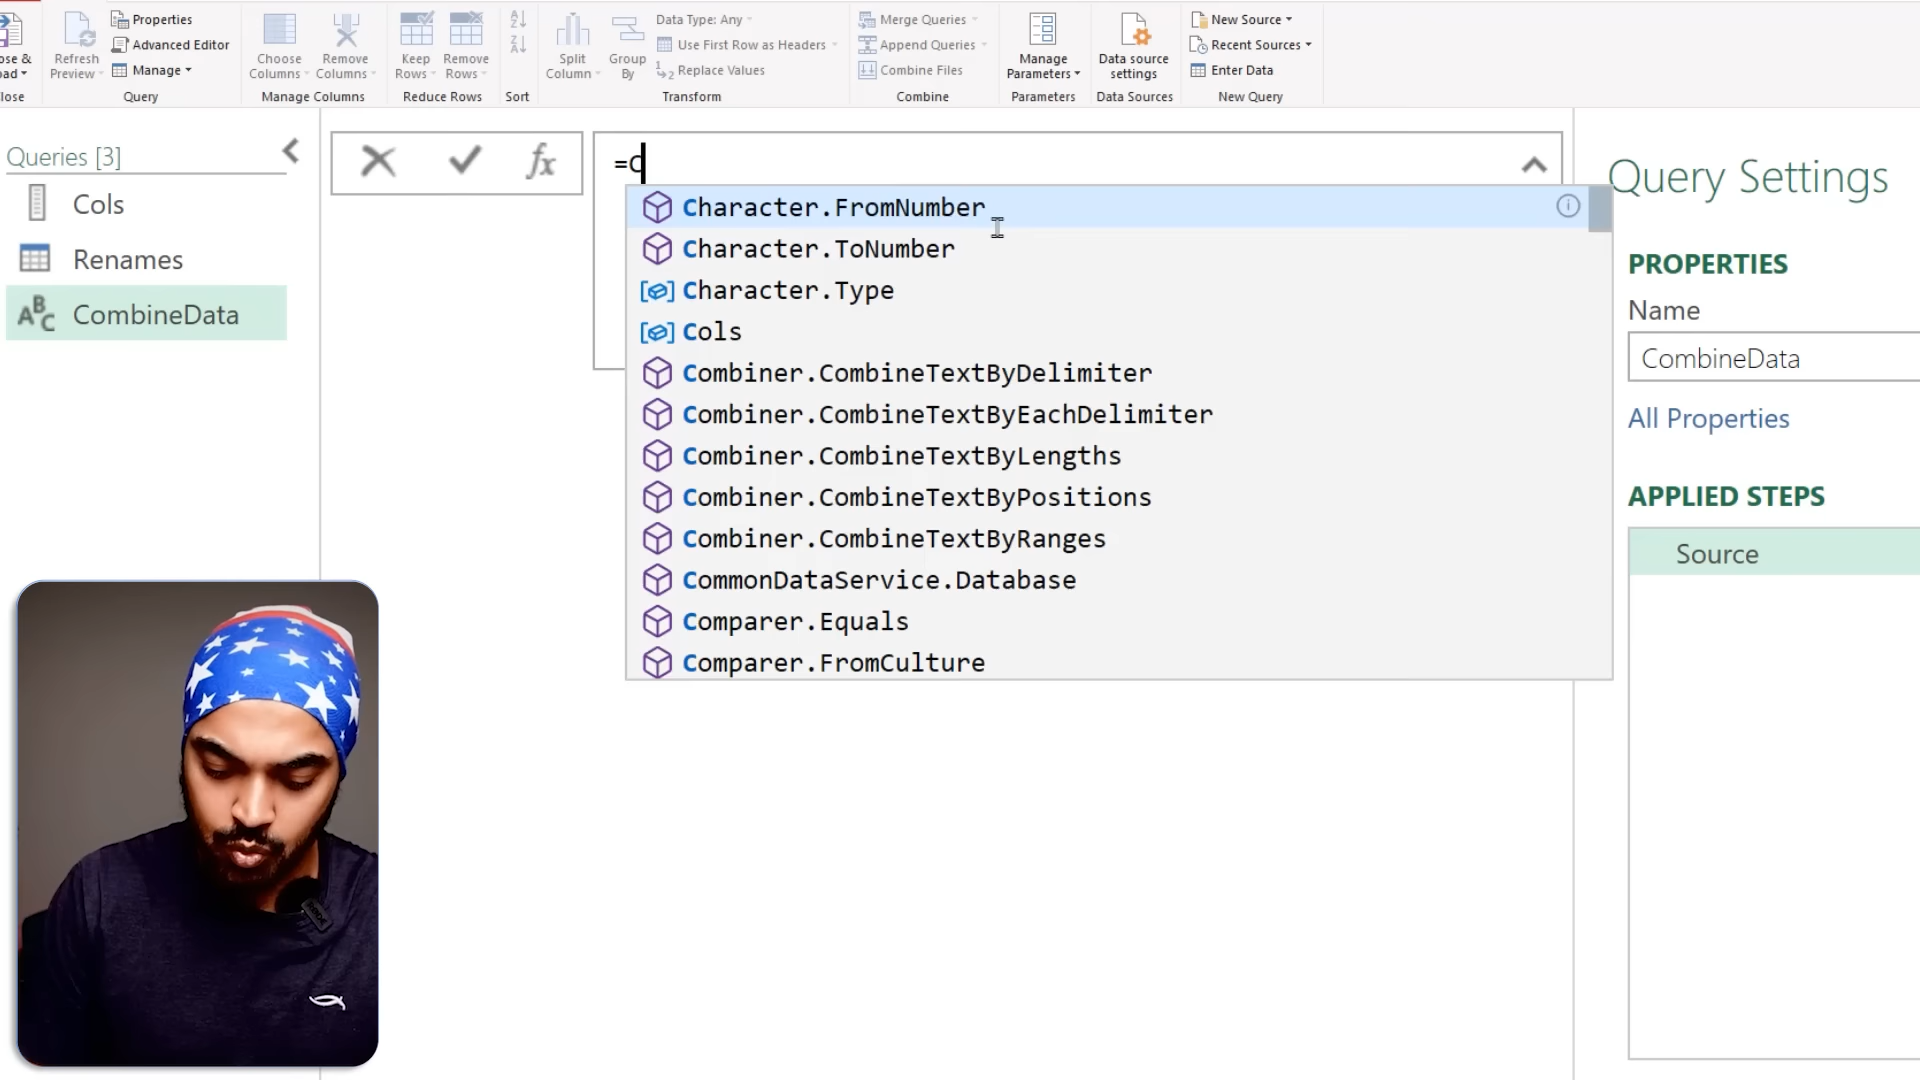 Properties
Advanced Editor
Manage
Refresh
Preview
Query
Choose
Columns
Remove
Columns
Manage Columns
Keep
Rows
Remove
Rows
Reduce Rows
Sort
Split
Column
Group
By
Data Type: Any
Use First Row as Headers
Replace Values
Transform
Merge Queries
Append Queries
Combine Files
Combine
Manage
Parameters
Parameters
Data source
settings
Data Sources
New Source
Recent Sources
Enter Data
New Query
Queries [3]
Cols
Renames
CombineData
fx
=C
Character.FromNumber
Character.ToNumber
Character.Type
Cols
Combiner.CombineTextByDelimiter
Combiner.CombineTextByEachDelimiter
Combiner.CombineTextByLengths
Combiner.CombineTextByPositions
Combiner.CombineTextByRanges
CommonDataService.Database
Comparer.Equals
Comparer.FromCulture
Query Settings
PROPERTIES
Name
CombineData
All Properties
APPLIED STEPS
Source